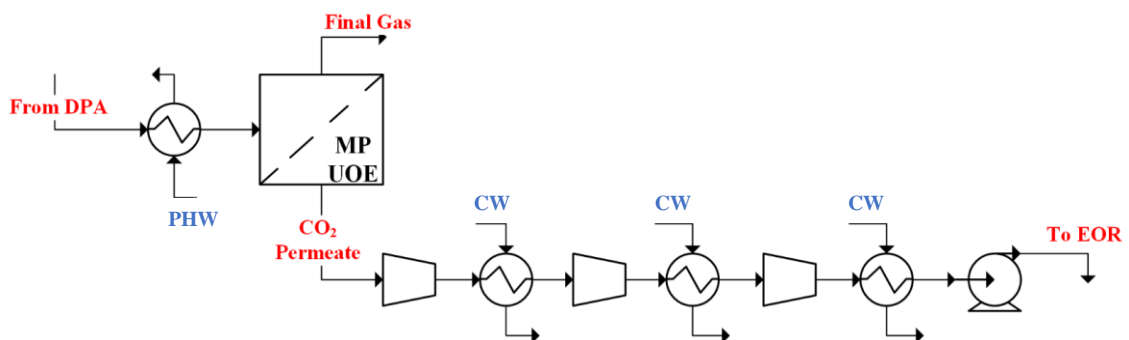 Final Gas
From DPA
MP
UOE
PHW
CO₂
Permeate
CW
CW
CW
To EOR